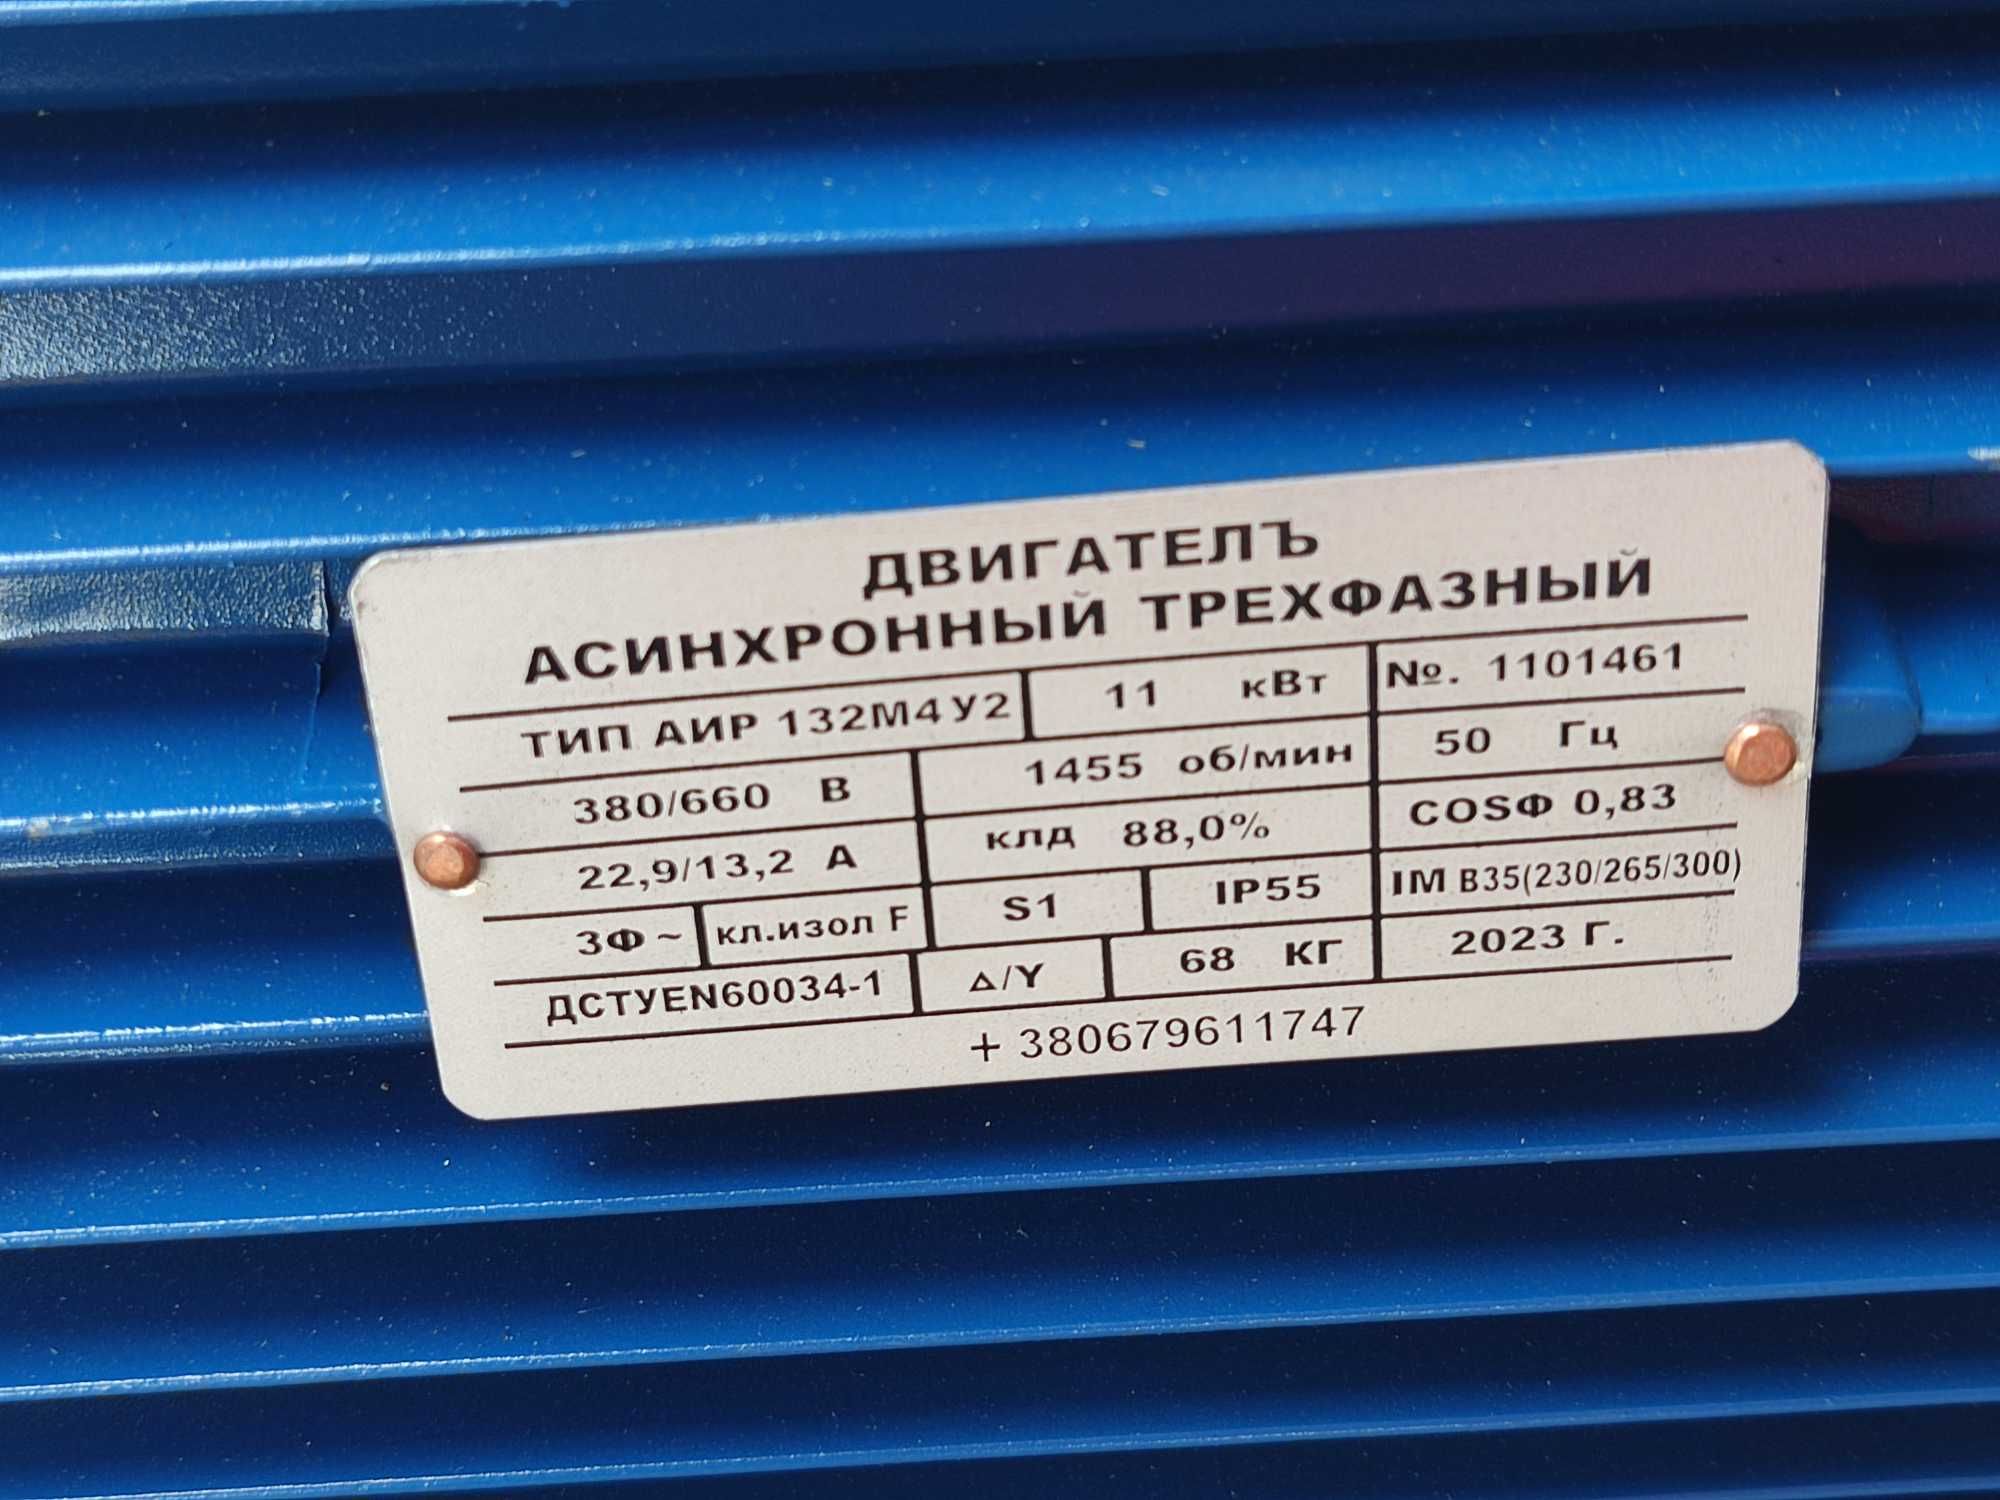 ДВИГАТЕЛЪ
АСИНХРОННЫЙ ТРЕХФАЗНЫЙ
ТИП АИР 132М4У2 11 кВт №. 1101461
380/660 В 1455 об/мин 50 Гц
22,9/13,2 А КЛД 88,0% COSФ 0,83
3Ф ~ кл.изол F S1 IP55 IM B35(230/265/300)
ДСТУEN60034-1 Δ/Y 68 КГ 2023 Г.
+380679611747